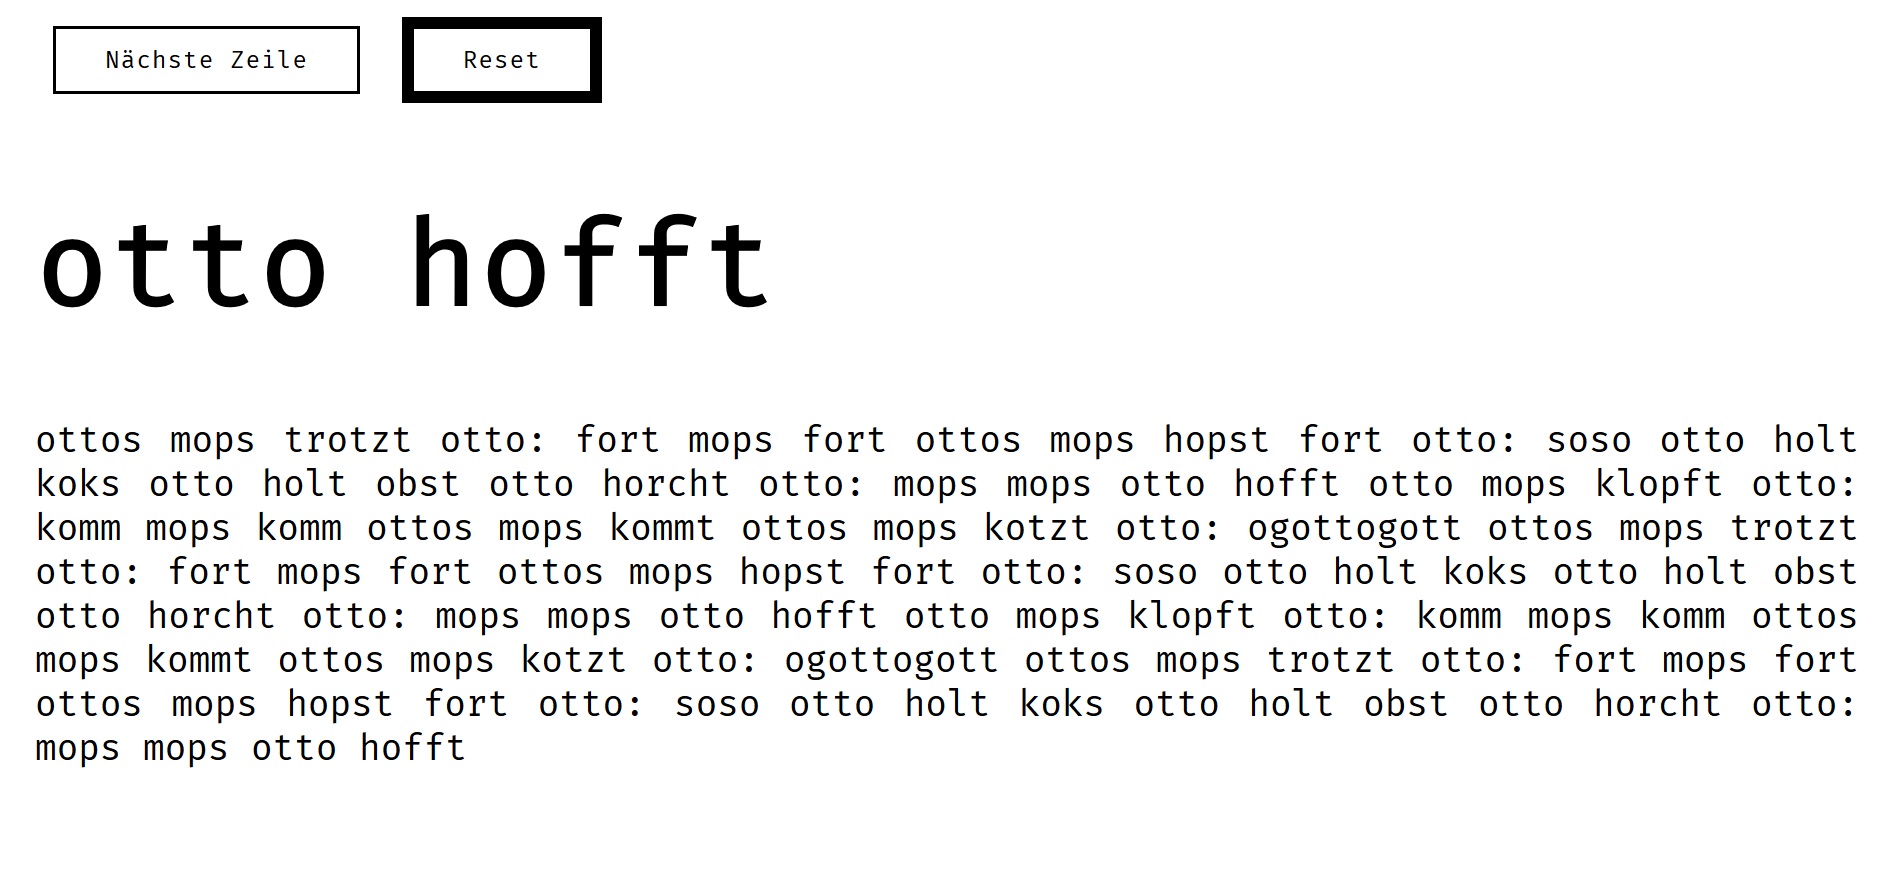 Nächste Zeile Reset
otto hofft
ottos mops trotzt otto: fort mops fort ottos mops hopst fort otto: soso otto holt
koks otto holt obst otto horcht otto: mops mops otto hofft otto mops klopft otto:
komm mops komm ottos mops kommt ottos mops kotzt otto: ogottogott ottos mops trotzt
otto: fort mops fort ottos mops hopst fort otto: soso otto holt koks otto holt obst
otto horcht otto: mops mops otto hofft otto mops klopft otto: komm mops komm ottos
mops kommt ottos mops kotzt otto: ogottogott ottos mops trotzt otto: fort mops fort
ottos mops hopst fort otto: soso otto holt koks otto holt obst otto horcht otto:
mops mops otto hofft